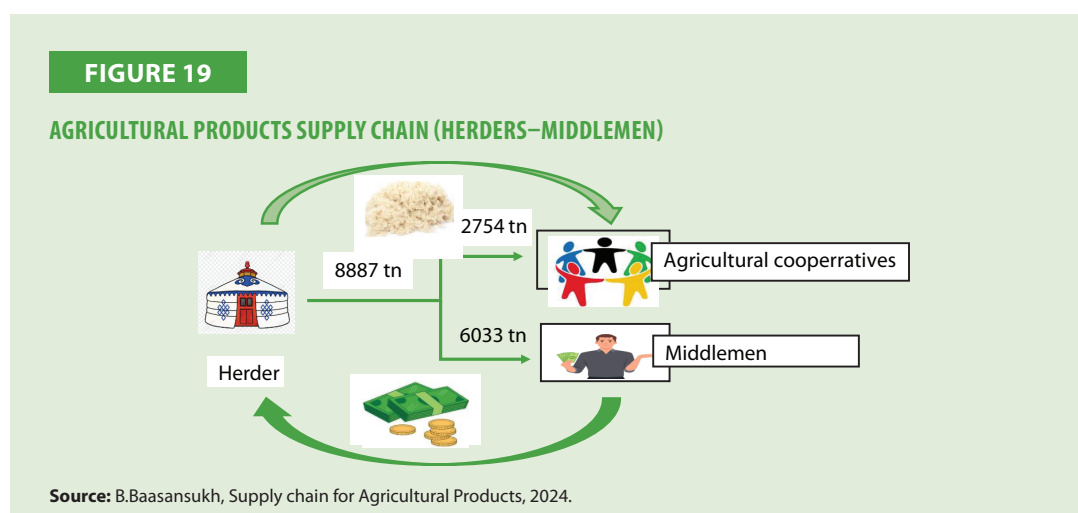 FIGURE 19
AGRICULTURAL PRODUCTS SUPPLY CHAIN (HERDERS–MIDDLEMEN)
2754 tn
8887 tn
Agricultural cooperratives
6033 tn
Middlemen
Herder
Source: B.Baasansukh, Supply chain for Agricultural Products, 2024.